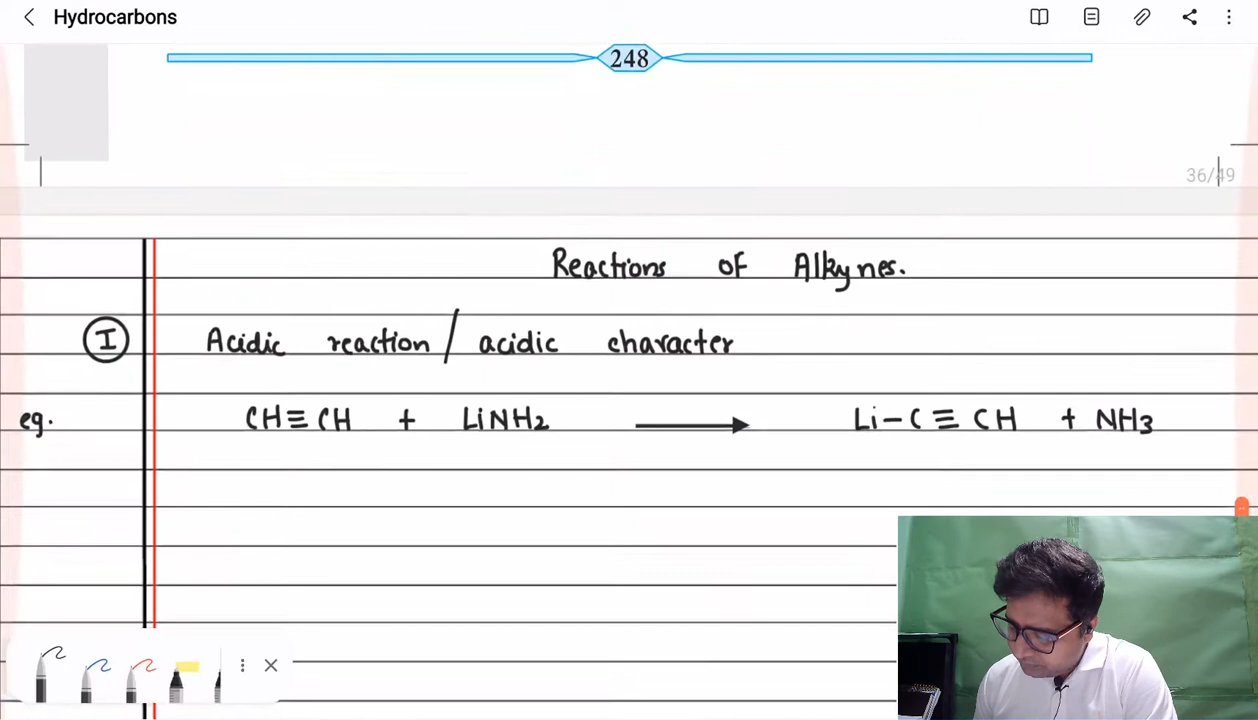 Hydrocarbons
248
36/49
Reactions of Alkynes.
I Acidic reaction / acidic character
eg. CH≡CH + LiNH2 ⟶ Li-C≡CH + NH3